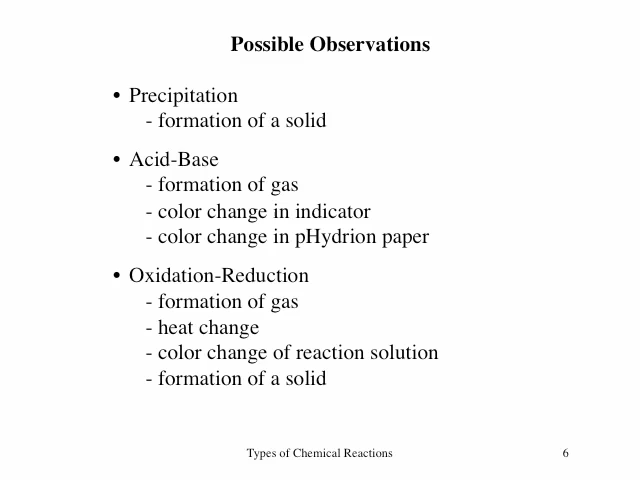 Possible Observations
• Precipitation
- formation of a solid
• Acid-Base
- formation of gas
- color change in indicator
- color change in pHydrion paper
• Oxidation-Reduction
- formation of gas
- heat change
- color change of reaction solution
- formation of a solid
Types of Chemical Reactions 6